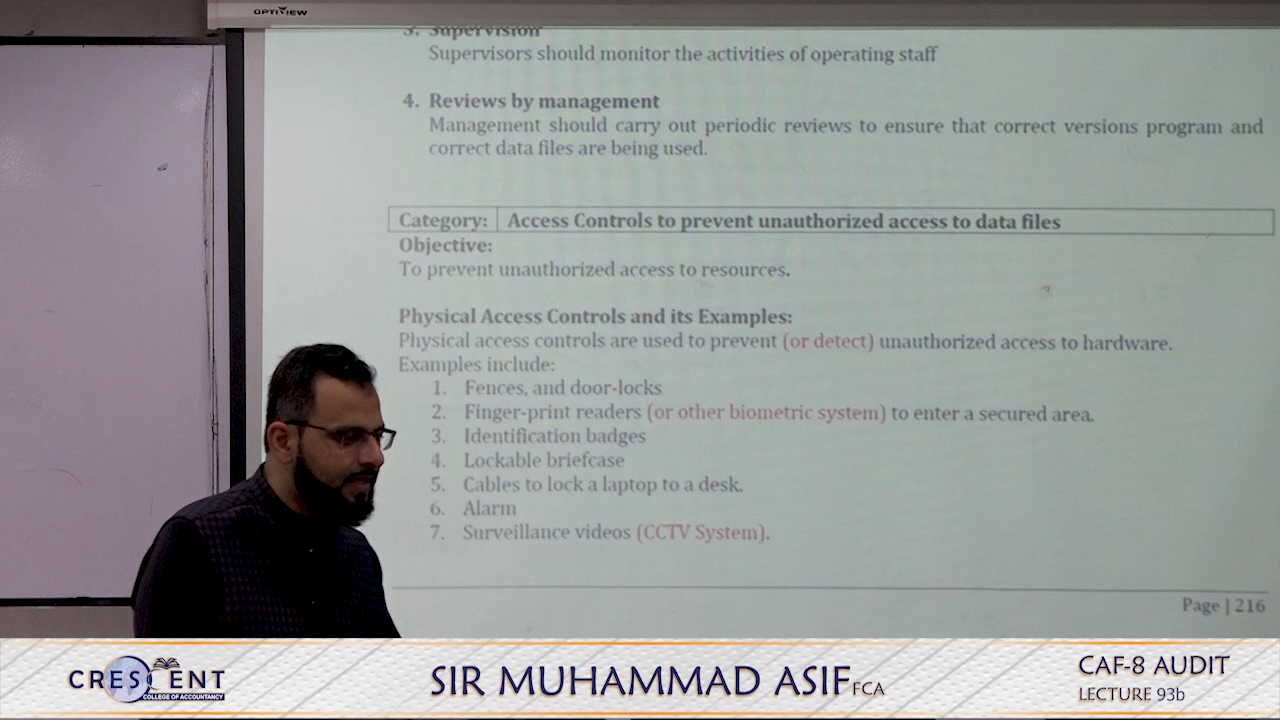 OPTIVIEW
3. Supervision
Supervisors should monitor the activities of operating staff
4. Reviews by management
Management should carry out periodic reviews to ensure that correct versions program and
correct data files are being used.
Category: Access Controls to prevent unauthorized access to data files
Objective:
To prevent unauthorized access to resources.
Physical Access Controls and its Examples:
Physical access controls are used to prevent (or detect) unauthorized access to hardware.
Examples include:
1. Fences, and door-locks
2. Finger-print readers (or other biometric system) to enter a secured area.
3. Identification badges
4. Lockable briefcase
5. Cables to lock a laptop to a desk.
6. Alarm
7. Surveillance videos (CCTV System).
Page | 216
CRESCENT
COLLEGE OF ACCOUNTANCY
SIR MUHAMMAD ASIF FCA
CAF-8 AUDIT
LECTURE 93b